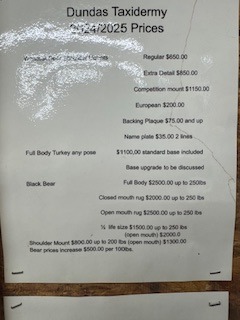 Dundas Taxidermy
2024/2025 Prices
Regular $650.00
Extra Detail $850.00
Competition mount $1150.00
European $200.00
Backing Plaque $75.00 and up
Name plate $35.00 2 lines
Full Body Turkey any pose $1100,00 standard base included
Base upgrade to be discussed
Black Bear Full Body $2500.00 up to 250lbs
Closed mouth rug $2000.00 up to 250 lbs
Open mouth rug $2500.00 up to 250 lbs
½ life size $1500.00 up to 250 lbs
(open mouth) $2000.0
Shoulder Mount $800.00 up to 200 lbs (open mouth) $1300.00
Bear prices increase $500.00 per 100lbs.